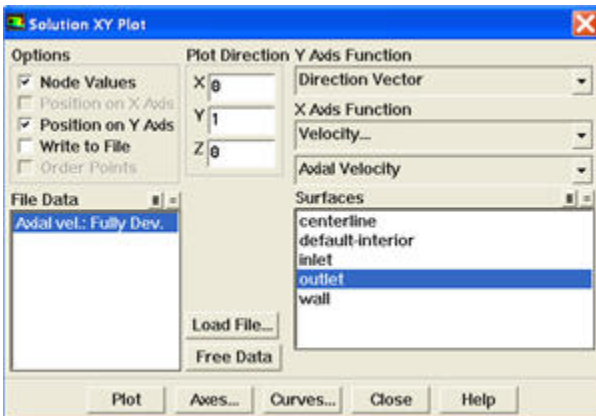 Solution XY Plot
Options
Node Values
Position on X Axis
Position on Y Axis
Write to File
Order Points
Plot Direction
X 0
Y 1
Z 0
Y Axis Function
Direction Vector
X Axis Function
Velocity...
Axial Velocity
File Data
Axial vel.: Fully Dev.
Load File...
Free Data
Surfaces
centerline
default-interior
inlet
outlet
wall
Plot Axes... Curves... Close Help